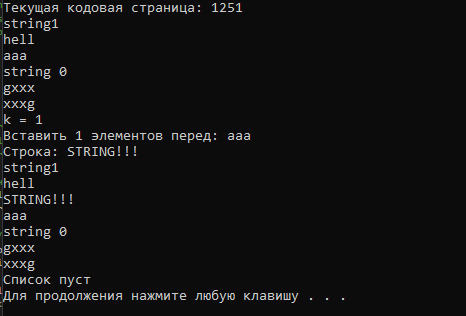 Текущая кодовая страница: 1251
string1
hell
aaa
string 0
gxxx
xxxg
k = 1
Вставить 1 элементов перед: aaa
Строка: STRING!!!
string1
hell
STRING!!!
aaa
string 0
gxxx
xxxg
Список пуст
Для продолжения нажмите любую клавишу . . .